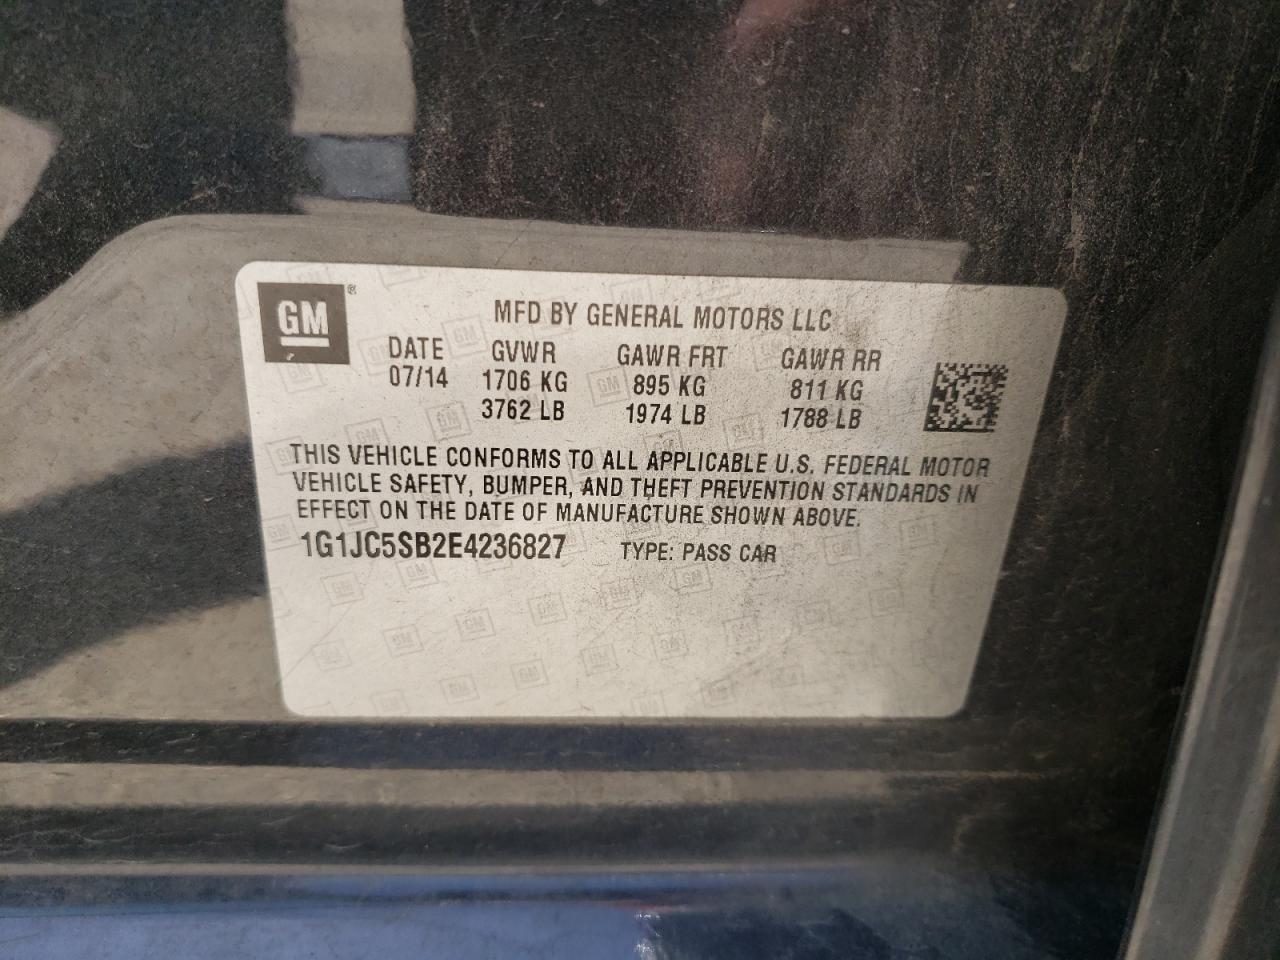 GM®
MFD BY GENERAL MOTORS LLC
DATE GVWR GAWR FRT GAWR RR
07/14 1706 KG 895 KG 811 KG
3762 LB 1974 LB 1788 LB
THIS VEHICLE CONFORMS TO ALL APPLICABLE U.S. FEDERAL MOTOR
VEHICLE SAFETY, BUMPER, AND THEFT PREVENTION STANDARDS IN
EFFECT ON THE DATE OF MANUFACTURE SHOWN ABOVE.
1G1JC5SB2E4236827 TYPE: PASS CAR